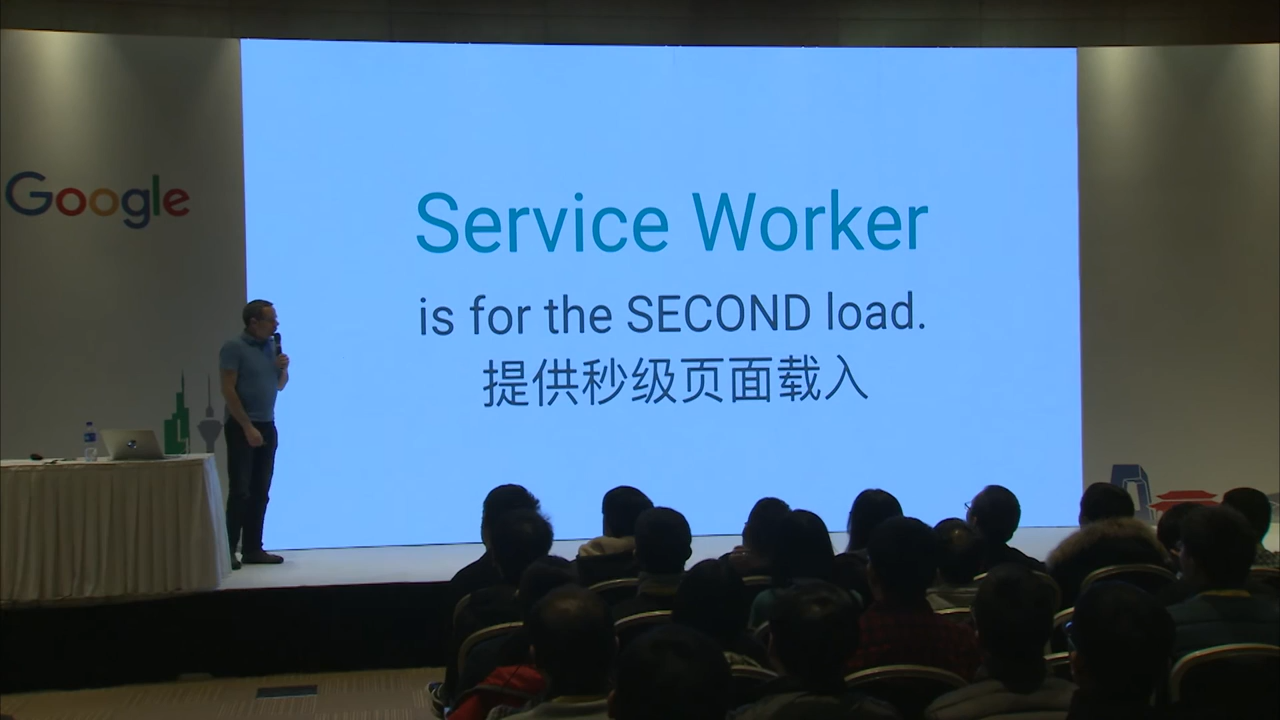 Google
Service Worker
is for the SECOND load.
提供秒级页面载入